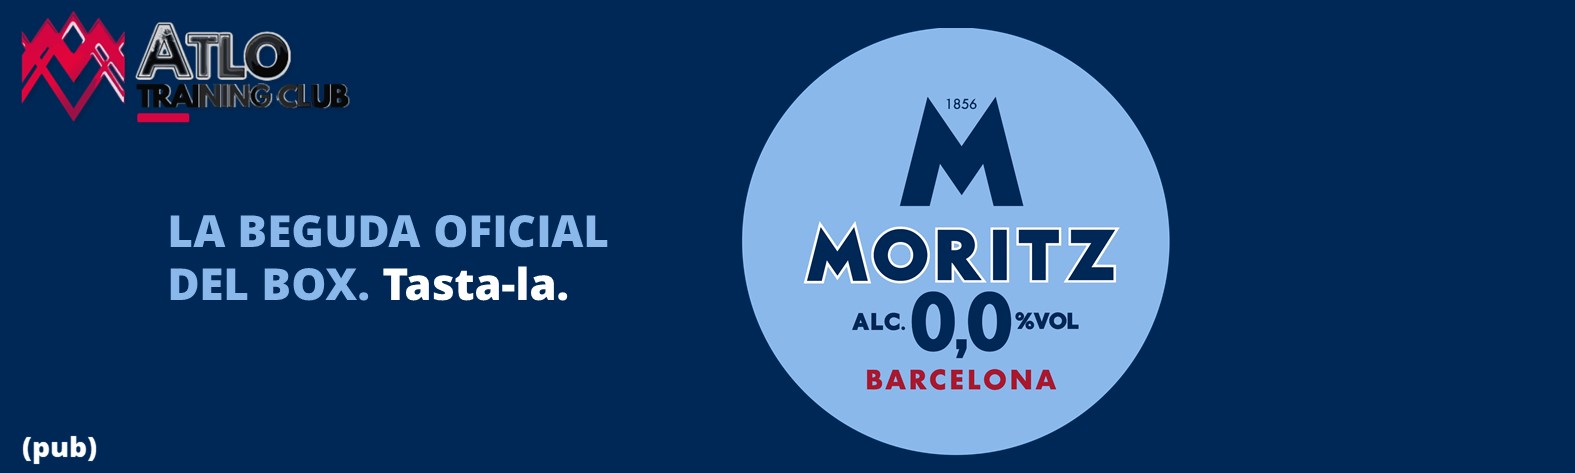 ATLO
TRAINING CLUB
LA BEGUDA OFICIAL
DEL BOX. Tasta-la.
1856
M
MORITZ
ALC. 0,0 %VOL
BARCELONA
(pub)